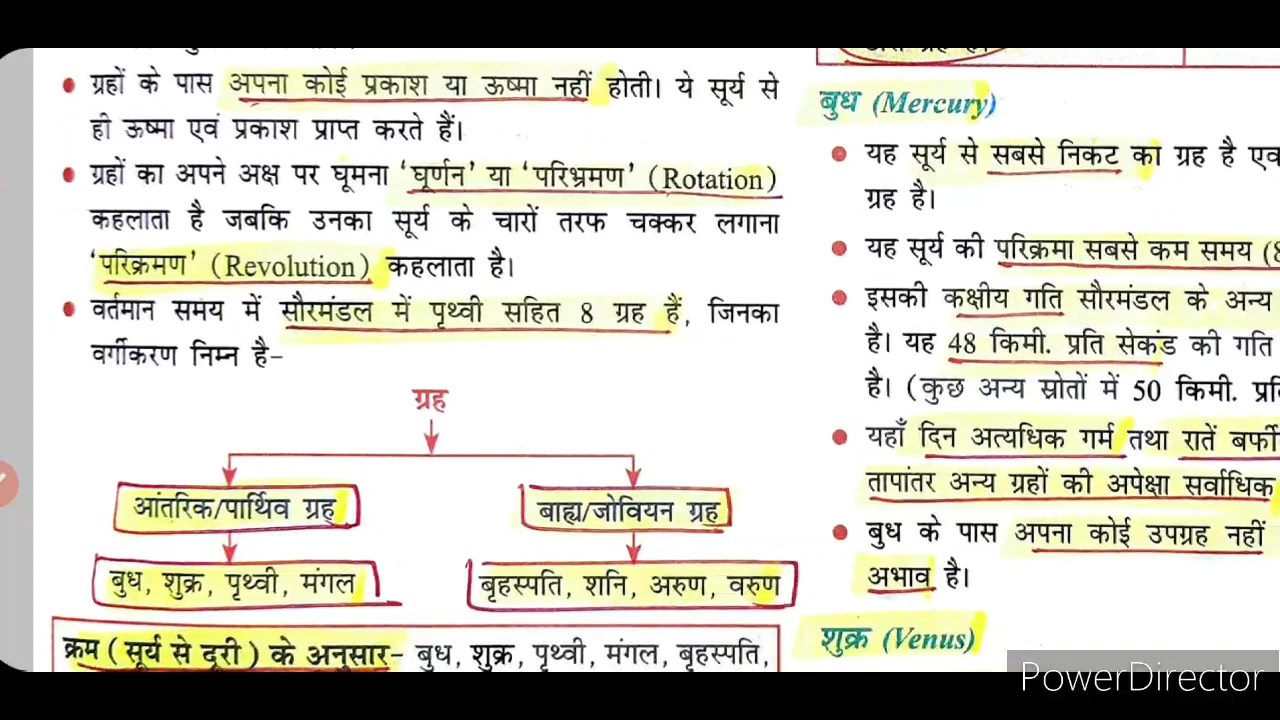 ग्रहों के पास अपना कोई प्रकाश या ऊष्मा नहीं होती। ये सूर्य से
ही ऊष्मा एवं प्रकाश प्राप्त करते हैं।
ग्रहों का अपने अक्ष पर घूमना ‘घूर्णन’ या ‘परिभ्रमण’ (Rotation)
कहलाता है जबकि उनका सूर्य के चारों तरफ चक्कर लगाना
‘परिक्रमण’ (Revolution) कहलाता है।
वर्तमान समय में सौरमंडल में पृथ्वी सहित 8 ग्रह हैं, जिनका
वर्गीकरण निम्न है-
ग्रह
आंतरिक/पार्थिव ग्रह
बाह्य/जोवियन ग्रह
बुध, शुक्र, पृथ्वी, मंगल
बृहस्पति, शनि, अरुण, वरुण
क्रम (सूर्य से दूरी) के अनुसार- बुध, शुक्र, पृथ्वी, मंगल, बृहस्पति,
बुध (Mercury)
यह सूर्य से सबसे निकट का ग्रह है
ग्रह है।
यह सूर्य की परिक्रमा सबसे कम समय
इसकी कक्षीय गति सौरमंडल के अन्य
है। यह 48 किमी. प्रति सेकंड की गति
है। (कुछ अन्य स्रोतों में 50 किमी.
यहाँ दिन अत्यधिक गर्म तथा रातें
तापांतर अन्य ग्रहों की अपेक्षा सर्वाधिक
बुध के पास अपना कोई उपग्रह नहीं
अभाव है।
शुक्र (Venus)
PowerDirector